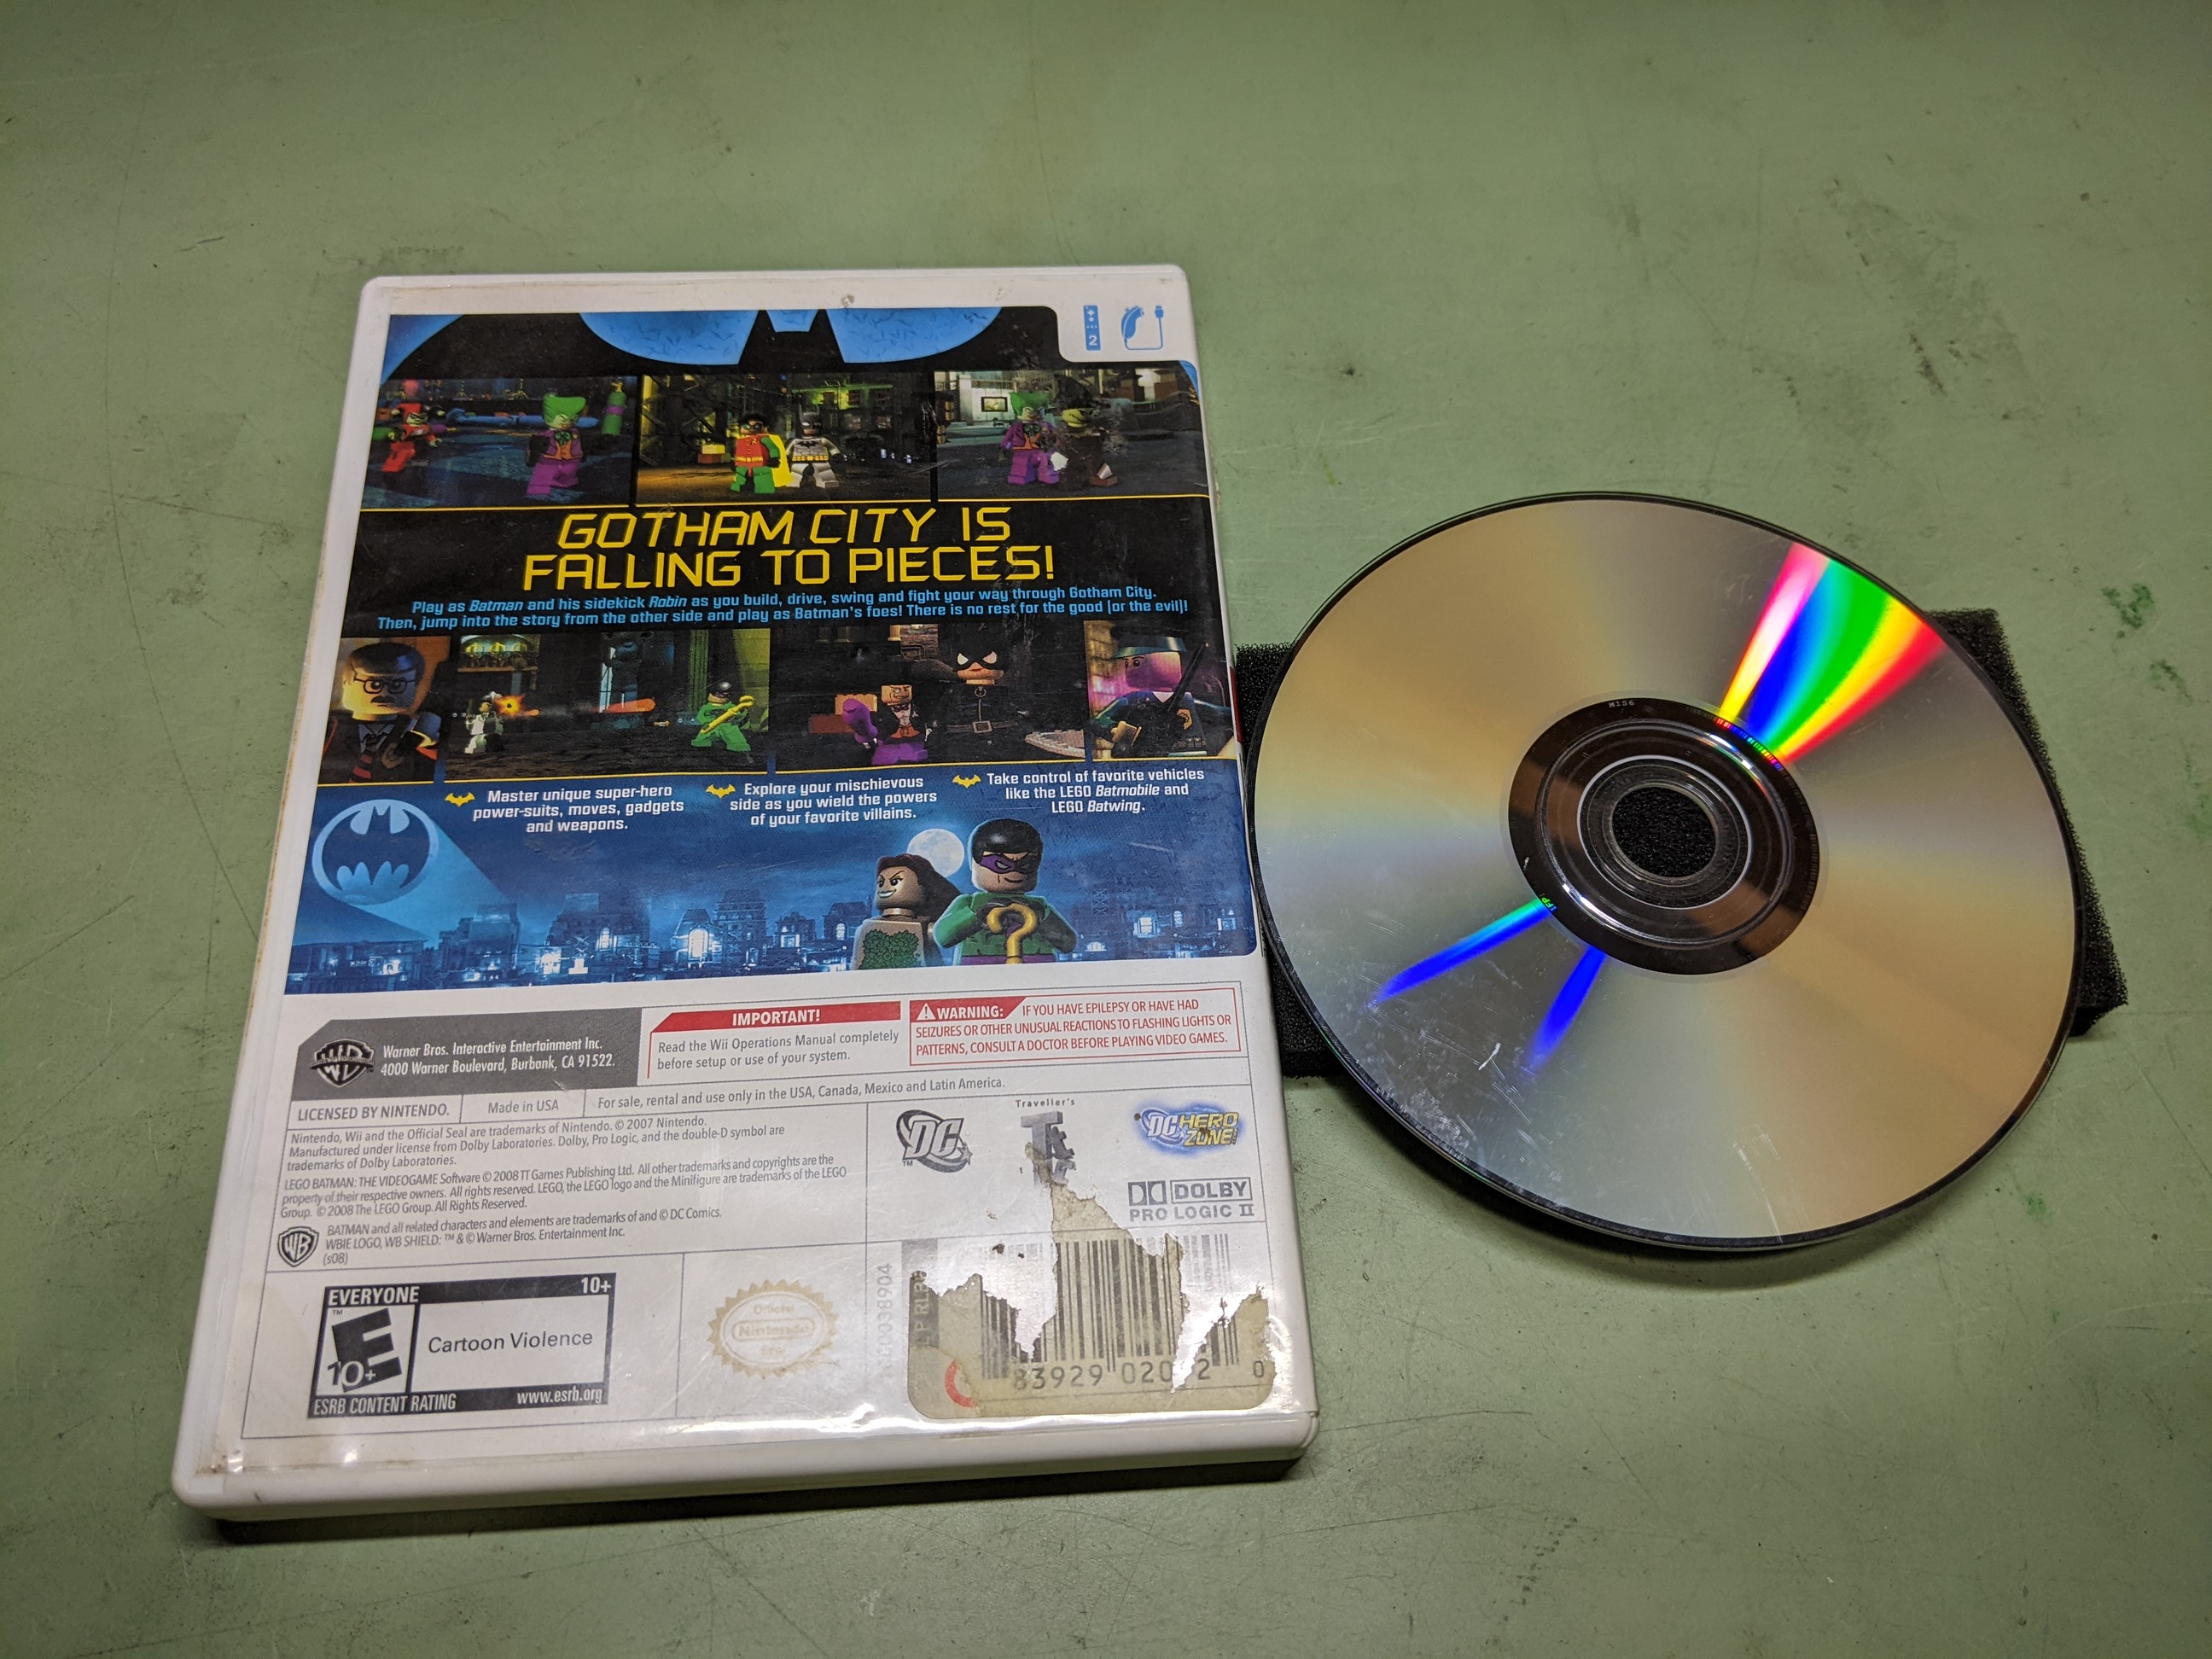 2
GOTHAM CITY IS
FALLING TO PIECES!
Play as Batman and his sidekick Robin as you build, drive, swing and fight your way through Gotham City.
Then, jump into the story from the other side and play as Batman's foes! There is no rest for the good (or the evil)!
Master unique super-hero
power-suits, moves, gadgets
and weapons.
Explore your mischievous
side as you wield the powers
of your favorite villains.
Take control of favorite vehicles
like the LEGO Batmobile and
LEGO Batwing.
Warner Bros. Interactive Entertainment Inc.
4000 Warner Boulevard, Burbank, CA 91522.
IMPORTANT!
Read the Wii Operations Manual completely
before setup or use of your system.
WARNING: IF YOU HAVE EPILEPSY OR HAVE HAD
SEIZURES OR OTHER UNUSUAL REACTIONS TO FLASHING LIGHTS OR
PATTERNS, CONSULT A DOCTOR BEFORE PLAYING VIDEO GAMES.
LICENSED BY NINTENDO.
Made in USA
For sale, rental and use only in the USA, Canada, Mexico and Latin America.
Nintendo, Wii and the Official Seal are trademarks of Nintendo. © 2007 Nintendo.
Manufactured under license from Dolby Laboratories. Dolby, Pro Logic, and the double-D symbol are
trademarks of Dolby Laboratories.
LEGO BATMAN: THE VIDEOGAME Software © 2008 TT Games Publishing Ltd. All other trademarks and copyrights are the
property of their respective owners. All rights reserved. LEGO, the LEGO logo and the Minifigure are trademarks of the LEGO
Group. © 2008 The LEGO Group. All Rights Reserved.
BATMAN and all related characters and elements are trademarks of and © DC Comics.
WBIE LOGO, WB SHIELD: ™ & © Warner Bros. Entertainment Inc.
(s08)
WB
DC
™
Traveller's
DC HERO
ZONE
DOLBY
PRO LOGIC II
EVERYONE 10+
™
E
10+
Cartoon Violence
ESRB CONTENT RATING www.esrb.org
Official
Nintendo
Seal
83929 02
2
0
M1S6
IFPI